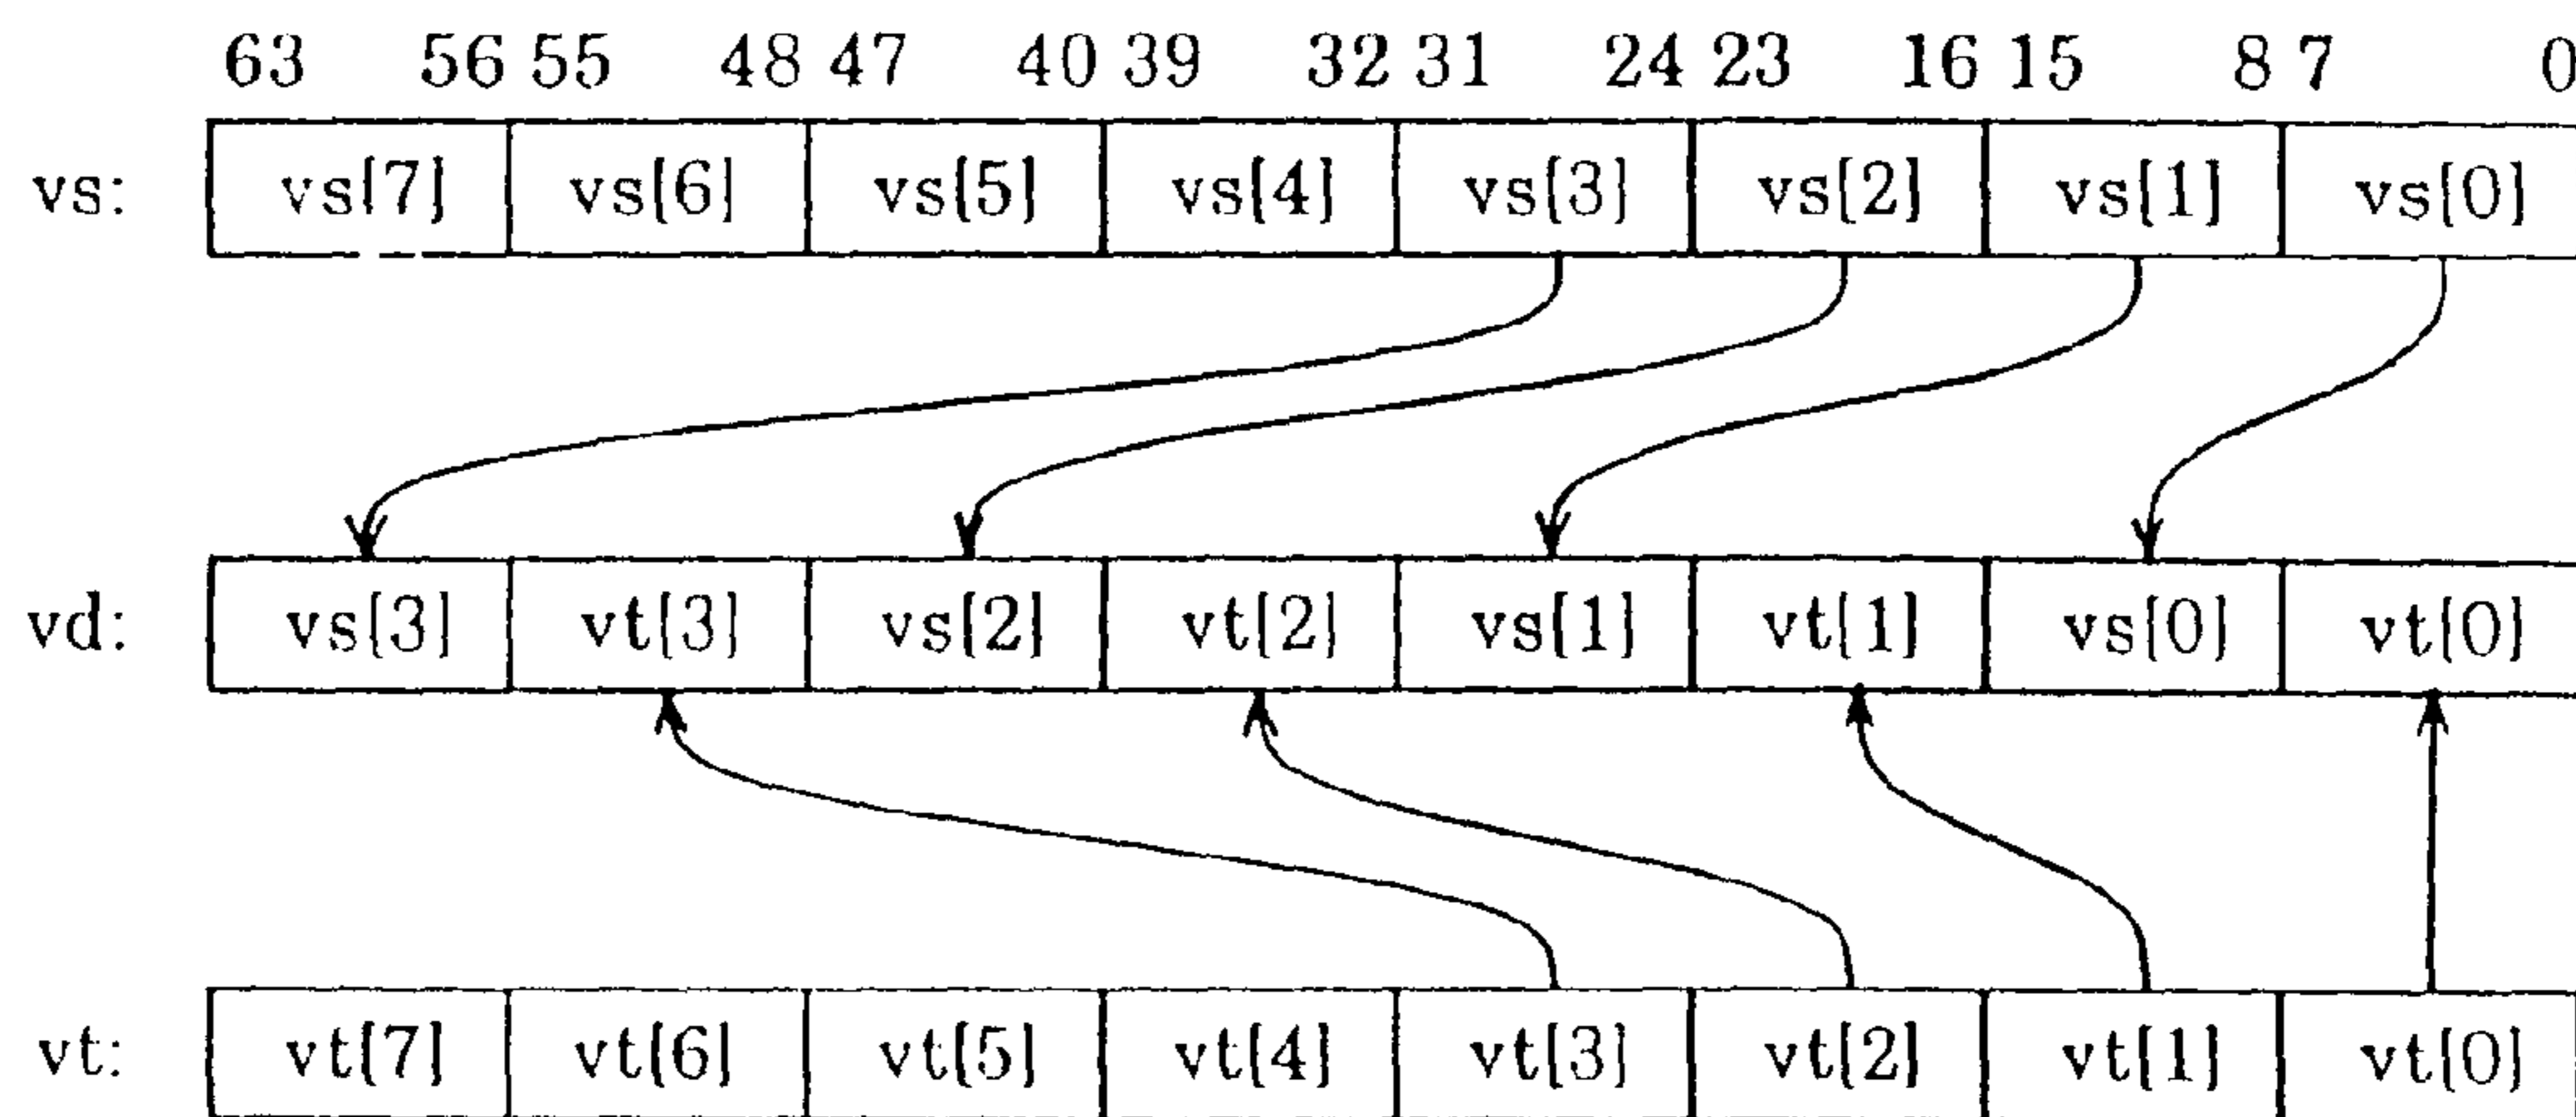 63 56 55 48 47 40 39 32 31 24 23 16 15 8 7 0
vs: vs[7] vs[6] vs[5] vs[4] vs[3] vs[2] vs[1] vs[0]
vd: vs[3] vt[3] vs[2] vt[2] vs[1] vt[1] vs[0] vt[0]
vt: vt[7] vt[6] vt[5] vt[4] vt[3] vt[2] vt[1] vt[0]